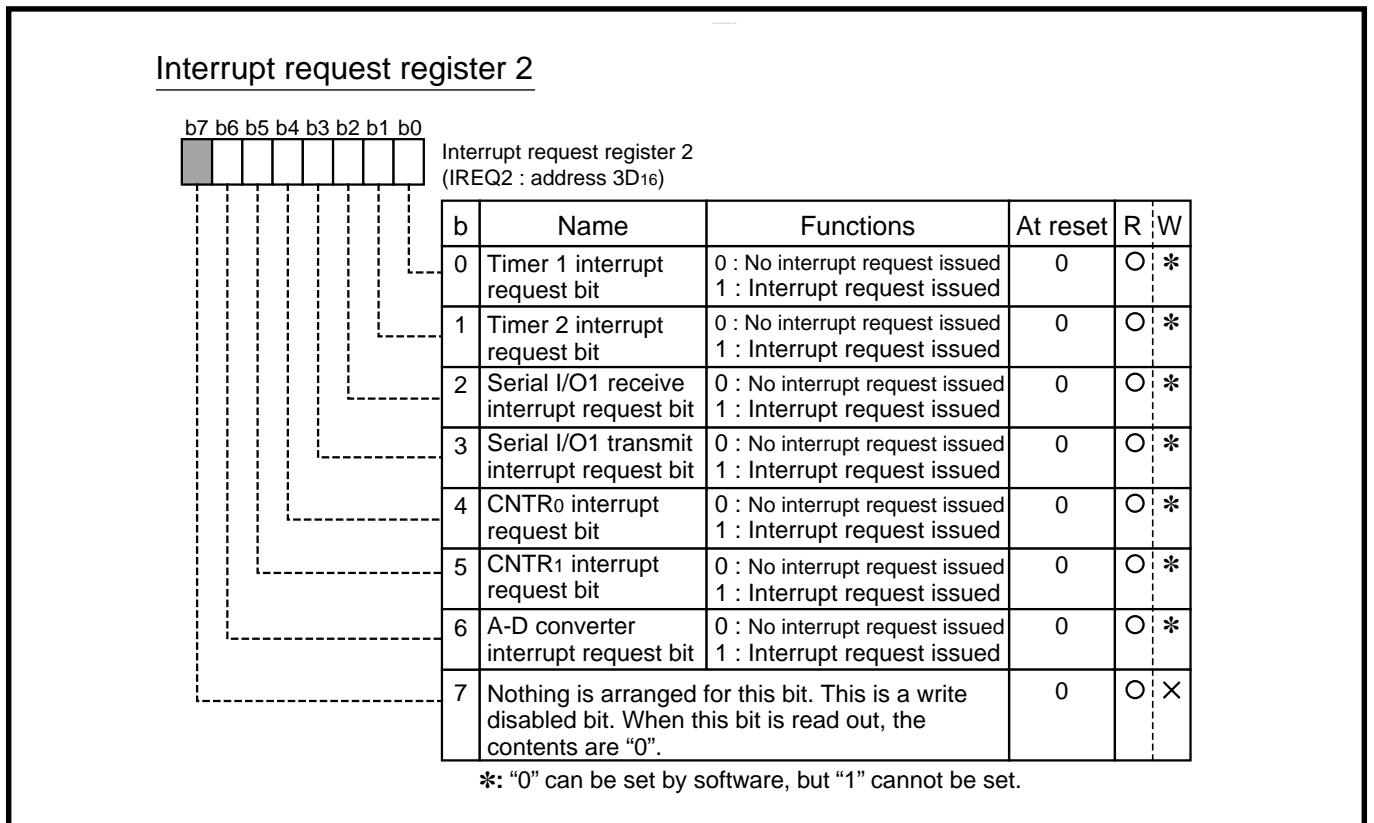 Interrupt request register 2
b7 b6 b5 b4 b3 b2 b1 b0
Interrupt request register 2
(IREQ2 : address 3D16)
b Name Functions At reset R W
0 Timer 1 interrupt request bit 0 : No interrupt request issued 1 : Interrupt request issued 0 O ✻
1 Timer 2 interrupt request bit 0 : No interrupt request issued 1 : Interrupt request issued 0 O ✻
2 Serial I/O1 receive interrupt request bit 0 : No interrupt request issued 1 : Interrupt request issued 0 O ✻
3 Serial I/O1 transmit interrupt request bit 0 : No interrupt request issued 1 : Interrupt request issued 0 O ✻
4 CNTR0 interrupt request bit 0 : No interrupt request issued 1 : Interrupt request issued 0 O ✻
5 CNTR1 interrupt request bit 0 : No interrupt request issued 1 : Interrupt request issued 0 O ✻
6 A-D converter interrupt request bit 0 : No interrupt request issued 1 : Interrupt request issued 0 O ✻
7 Nothing is arranged for this bit. This is a write 0 O ×
disabled bit. When this bit is read out, the
contents are “0”.
✻: “0” can be set by software, but “1” cannot be set.